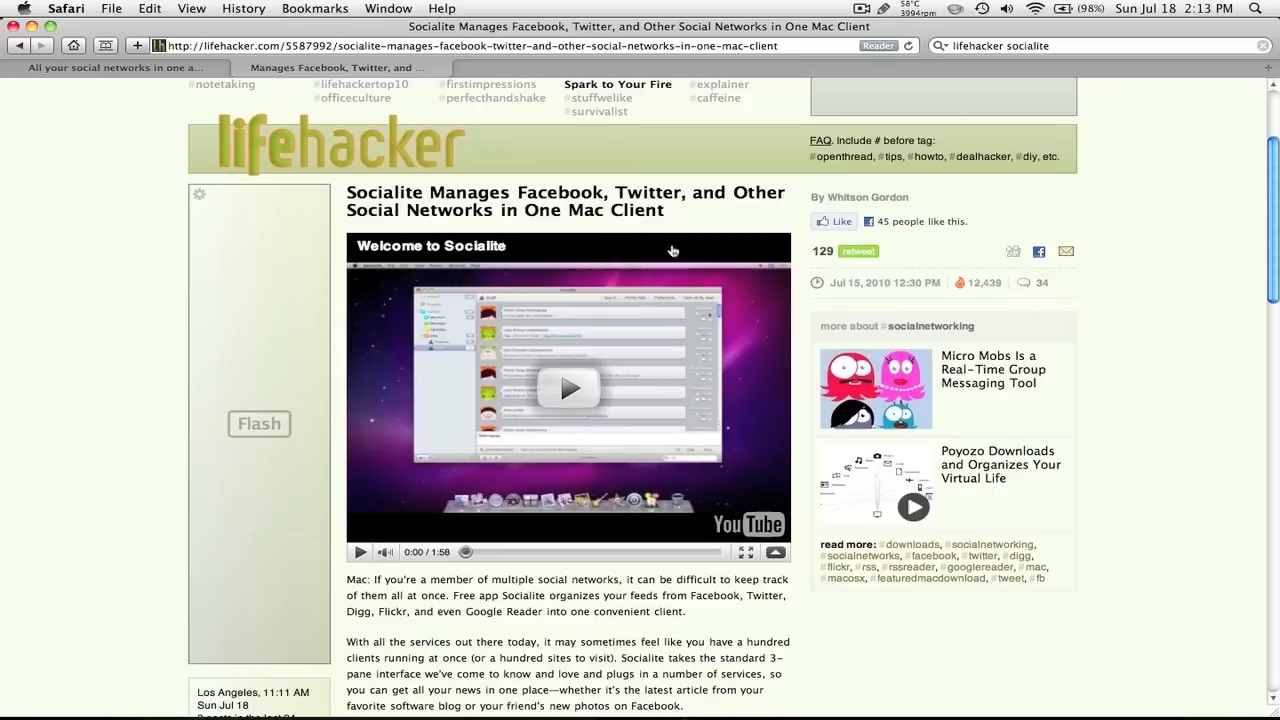 Safari File Edit View History Bookmarks Window Help
58°C
3994rpm
(98%) Sun Jul 18 2:13 PM
Socialite Manages Facebook, Twitter, and Other Social Networks in One Mac Client
http://lifehacker.com/5587992/socialite-manages-facebook-twitter-and-other-social-networks-in-one-mac-client
Reader
lifehacker socialite
All your social networks in one a...
Manages Facebook, Twitter, and ...
#notetaking #lifehackertop10 #firstimpressions Spark to Your Fire #explainer
#officeculture #perfecthandshake #stuffwelike #caffeine
#survivalist
lifehacker
FAQ. Include # before tag:
#openthread, #tips, #howto, #dealhacker, #diy, etc.
Flash
Los Angeles, 11:11 AM
Sun Jul 18
Socialite Manages Facebook, Twitter, and Other
Social Networks in One Mac Client
Welcome to Socialite
YouTube
0:00 / 1:58
Mac: If you're a member of multiple social networks, it can be difficult to keep track
of them all at once. Free app Socialite organizes your feeds from Facebook, Twitter,
Digg, Flickr, and even Google Reader into one convenient client.
With all the services out there today, it may sometimes feel like you have a hundred
clients running at once (or a hundred sites to visit). Socialite takes the standard 3-
pane interface we've come to know and love and plugs in a number of services, so
you can get all your news in one place—whether it's the latest article from your
favorite software blog or your friend's new photos on Facebook.
By Whitson Gordon
Like
45 people like this.
129 retweet
Jul 15, 2010 12:30 PM 12,439 34
more about #socialnetworking
Micro Mobs Is a
Real-Time Group
Messaging Tool
Poyozo Downloads
and Organizes Your
Virtual Life
read more: #downloads, #socialnetworking,
#socialnetworks, #facebook, #twitter, #digg,
#flickr, #rss, #rssreader, #googlereader, #mac,
#macosx, #featuredmacdownload, #tweet, #fb